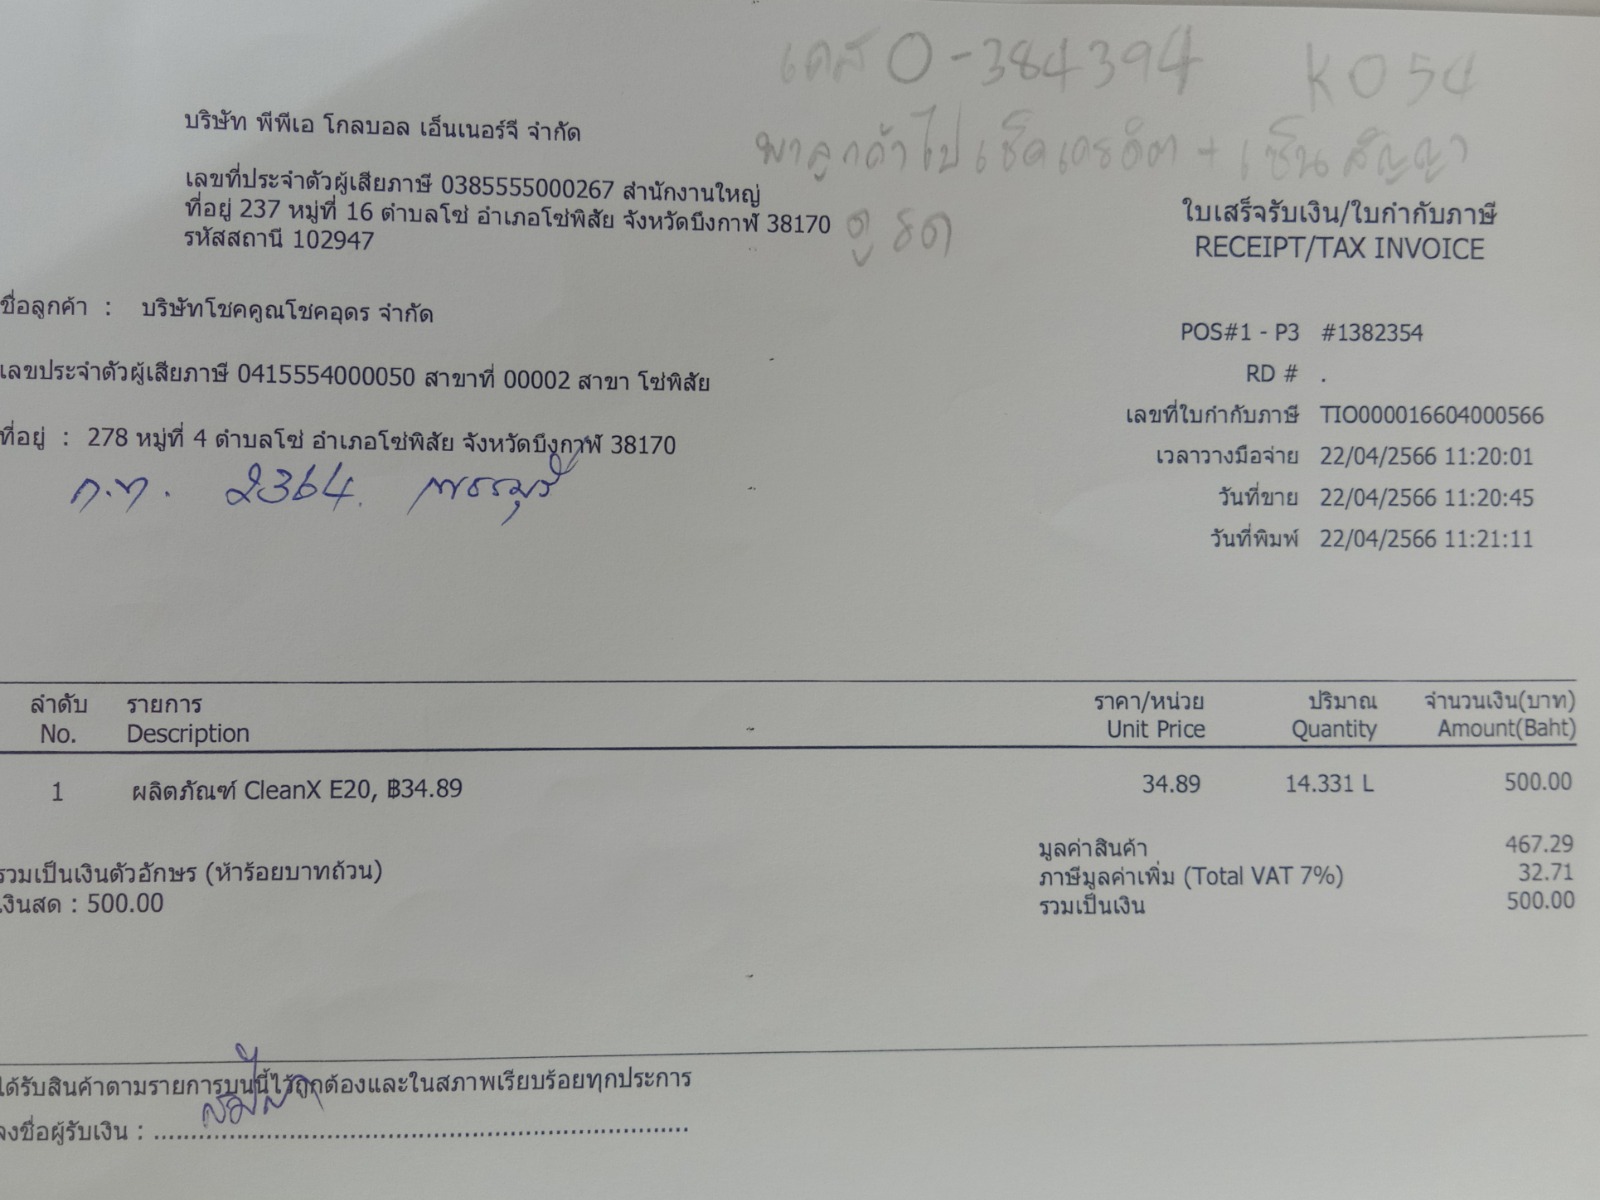 เคส O-384394 K054
พาลูกค้าไปเช็คเครดิต + เซ็นสัญญา
ดูรถ
บริษัท พีพีเอ โกลบอล เอ็นเนอร์จี จำกัด
เลขที่ประจำตัวผู้เสียภาษี 0385555000267 สำนักงานใหญ่
ที่อยู่ 237 หมู่ที่ 16 ตำบลโซ่ อำเภอโซ่พิสัย จังหวัดบึงกาฬ 38170
รหัสสถานี 102947
ใบเสร็จรับเงิน/ใบกำกับภาษี
RECEIPT/TAX INVOICE
ชื่อลูกค้า : บริษัทโชคคูณโชคอุดร จำกัด
เลขประจำตัวผู้เสียภาษี 0415554000050 สาขาที่ 00002 สาขา โซ่พิสัย
ที่อยู่ : 278 หมู่ที่ 4 ตำบลโซ่ อำเภอโซ่พิสัย จังหวัดบึงกาฬ 38170
ก.ท. 2364
POS#1 - P3 #1382354
RD # .
เลขที่ใบกำกับภาษี TIO000016604000566
เวลาวางมือจ่าย 22/04/2566 11:20:01
วันที่ขาย 22/04/2566 11:20:45
วันที่พิมพ์ 22/04/2566 11:21:11
ลำดับ รายการ ราคา/หน่วย ปริมาณ จำนวนเงิน(บาท)
No. Description Unit Price Quantity Amount(Baht)
1 ผลิตภัณฑ์ CleanX E20, ฿34.89 34.89 14.331 L 500.00
มูลค่าสินค้า 467.29
รวมเป็นเงินตัวอักษร (ห้าร้อยบาทถ้วน) ภาษีมูลค่าเพิ่ม (Total VAT 7%) 32.71
เงินสด : 500.00 รวมเป็นเงิน 500.00
ได้รับสินค้าตามรายการบนนี้ไว้ถูกต้องและในสภาพเรียบร้อยทุกประการ
ลงชื่อผู้รับเงิน : ........................................................................